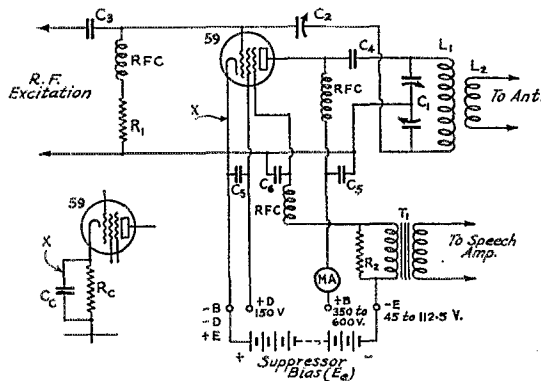 C3
C2
59
C4
L1
L2
RFC
R.F.
Excitation
RFC
C1
To Ant.
R1
X
C5
C6
C5
59
RFC
X
T1
To Speech
Amp.
R2
CC
RC
MA
-B
-D
+E
+D
150 V
+B
350 to
600 V.
-E
45 to 112.5 V.
+
-
Suppressor
Bias (Ee)